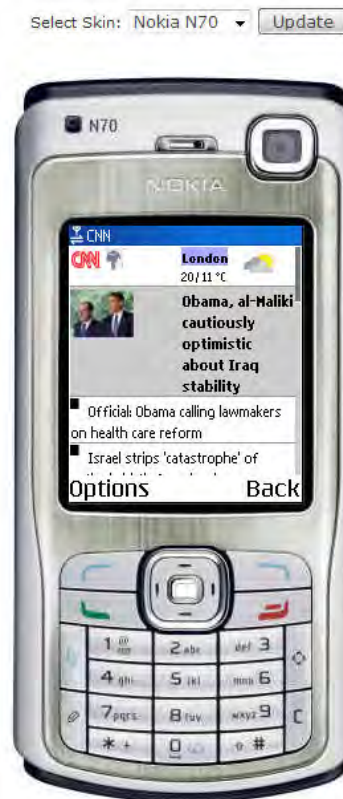 Select Skin: Nokia N70 Update
N70
NOKIA
CNN
CNN London
20/11 °C
Obama, al-Maliki
cautiously
optimistic
about Iraq
stability
Official: Obama calling lawmakers
on health care reform
Israel strips 'catastrophe' of
Options Back
1
2 abc
def 3
4 ghi
5 jkl
mno 6
7 pqrs
8 tuv
wxyz 9
C
* +
0
#